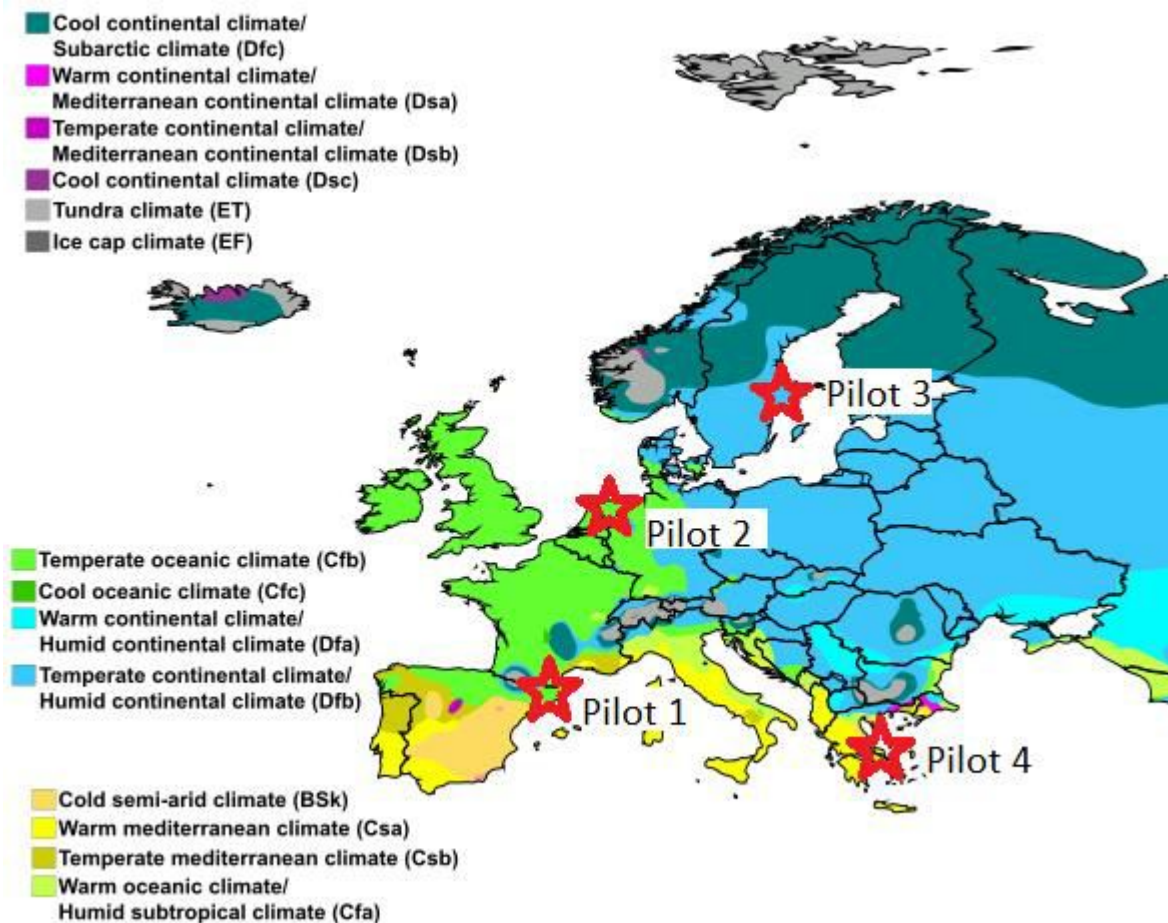 Cool continental climate/
Subarctic climate (Dfc)
Warm continental climate/
Mediterranean continental climate (Dsa)
Temperate continental climate/
Mediterranean continental climate (Dsb)
Cool continental climate (Dsc)
Tundra climate (ET)
Ice cap climate (EF)
Pilot 3
Pilot 2
Temperate oceanic climate (Cfb)
Cool oceanic climate (Cfc)
Warm continental climate/
Humid continental climate (Dfa)
Temperate continental climate/
Humid continental climate (Dfb)
Pilot 1
Pilot 4
Cold semi-arid climate (BSk)
Warm mediterranean climate (Csa)
Temperate mediterranean climate (Csb)
Warm oceanic climate/
Humid subtropical climate (Cfa)